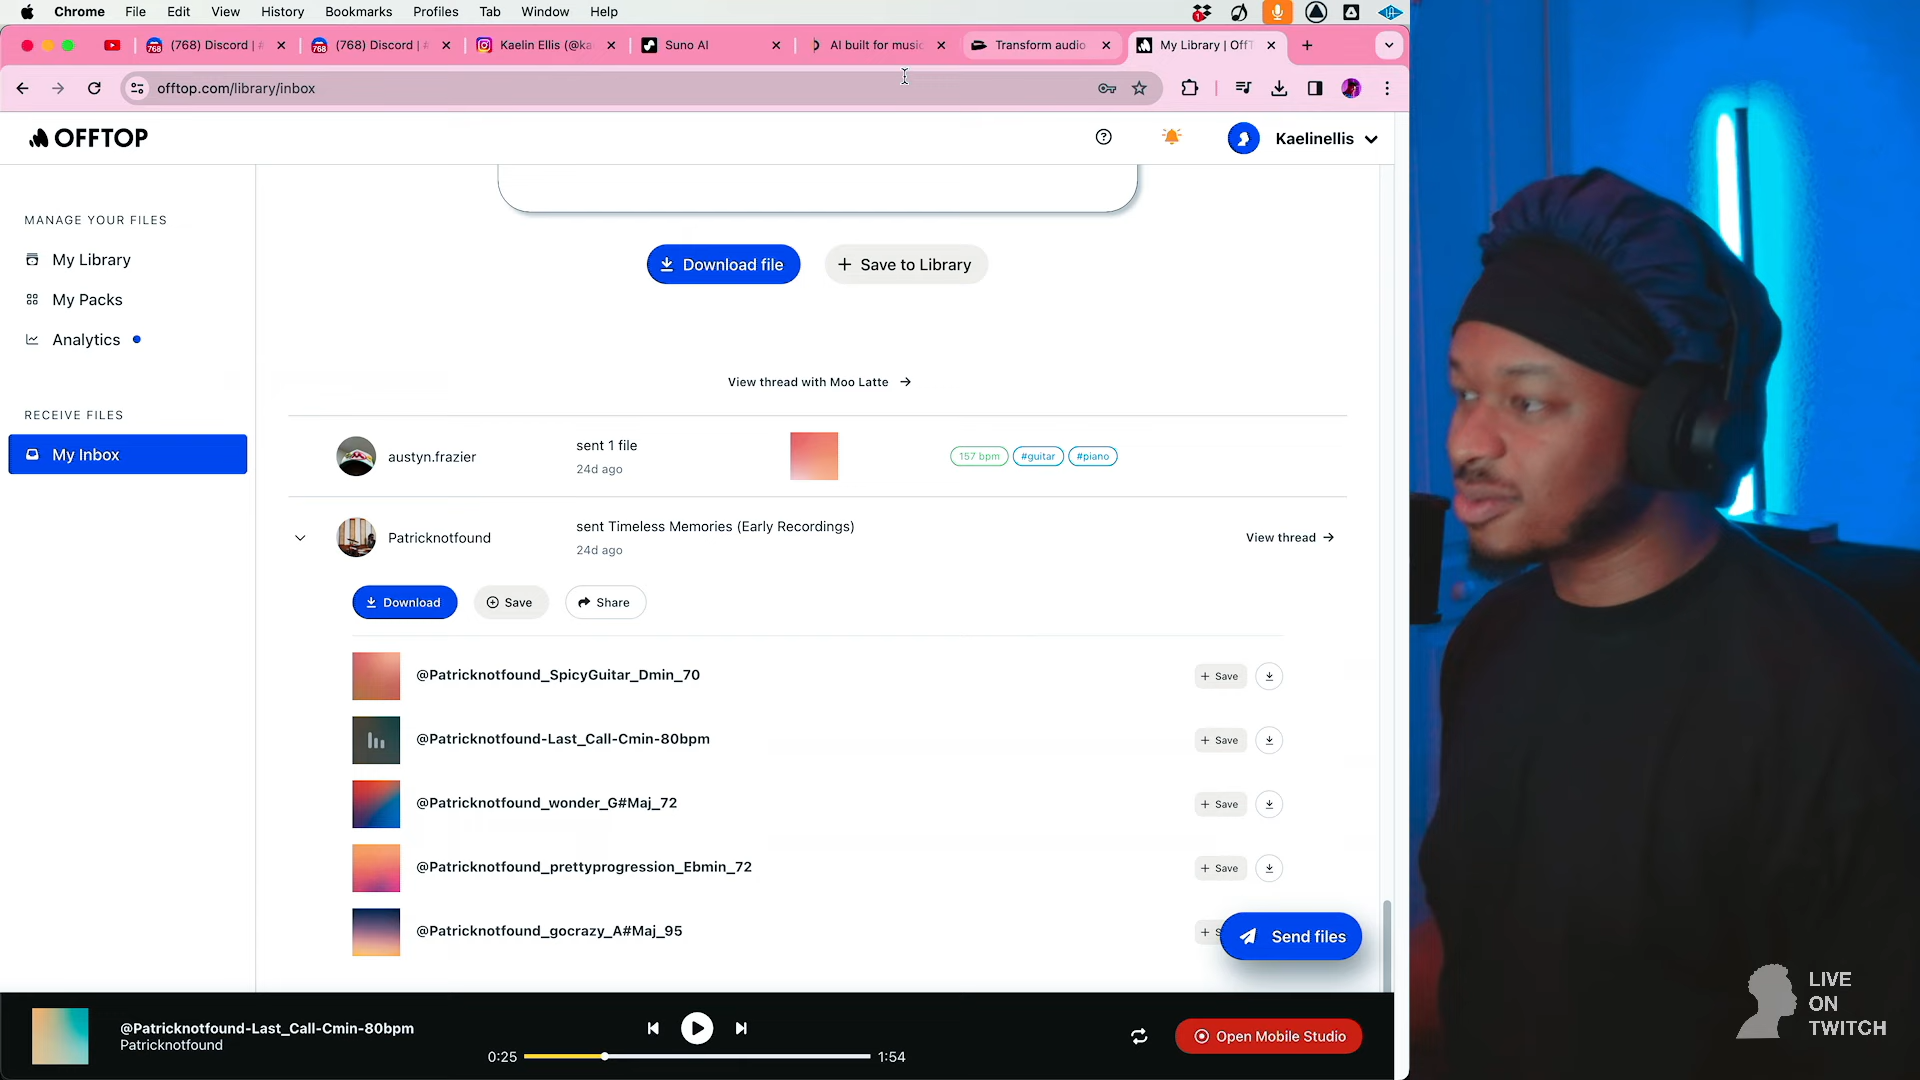 Chrome File Edit View History Bookmarks Profiles Tab Window Help
(768) Discord | #
(768) Discord | #
Kaelin Ellis (@ka
Suno AI
AI built for music
Transform audio
My Library | OffT
offtop.com/library/inbox
OFFTOP
Kaelinellis
MANAGE YOUR FILES
My Library
My Packs
Analytics
RECEIVE FILES
My Inbox
Download file
+ Save to Library
View thread with Moo Latte →
austyn.frazier
sent 1 file
24d ago
157 bpm
#guitar
#piano
Patricknotfound
sent Timeless Memories (Early Recordings)
24d ago
View thread →
Download
Save
Share
@Patricknotfound_SpicyGuitar_Dmin_70
+ Save
@Patricknotfound-Last_Call-Cmin-80bpm
+ Save
@Patricknotfound_wonder_G#Maj_72
+ Save
@Patricknotfound_prettyprogression_Ebmin_72
+ Save
@Patricknotfound_gocrazy_A#Maj_95
+ S
Send files
@Patricknotfound-Last_Call-Cmin-80bpm
Patricknotfound
0:25
1:54
Open Mobile Studio
LIVE
ON
TWITCH